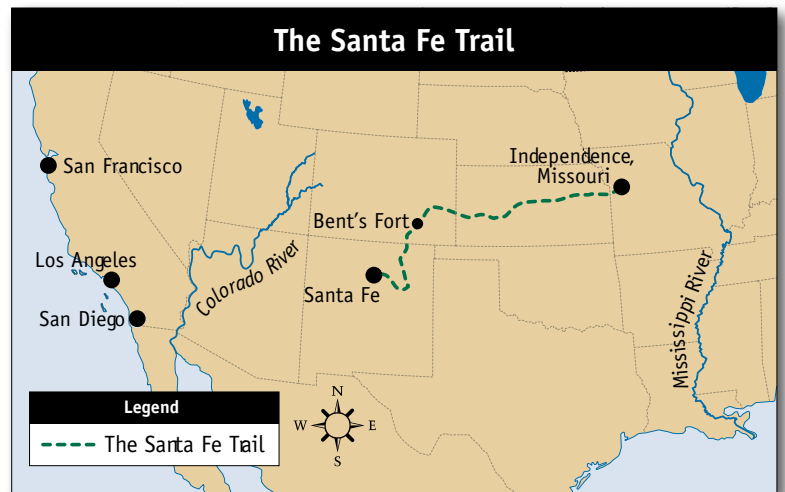 The Santa Fe Trail
San Francisco
Independence,
Missouri
Bent's Fort
Los Angeles
Colorado River
Santa Fe
San Diego
Mississippi River
Legend
The Santa Fe Trail
N
W
E
S